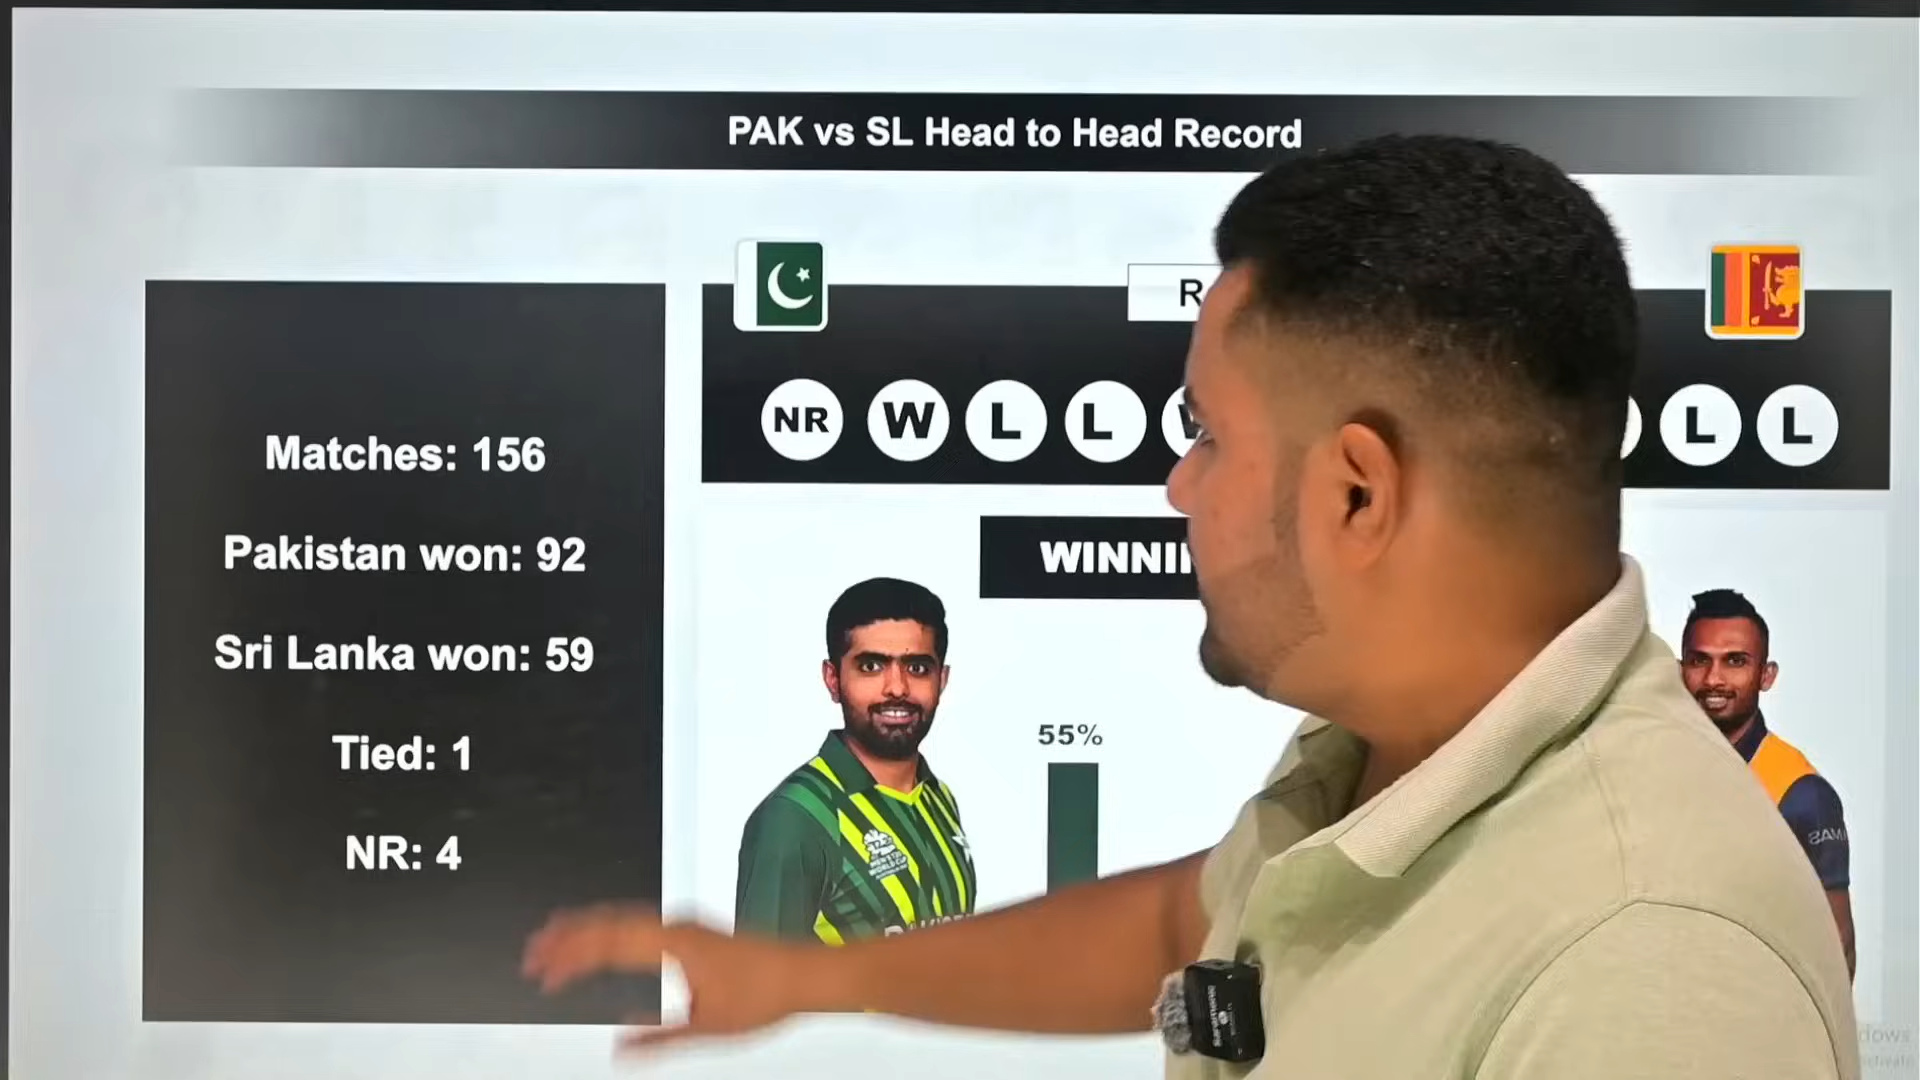 PAK vs SL Head to Head Record
Matches: 156
Pakistan won: 92
Sri Lanka won: 59
Tied: 1
NR: 4
NR W L L
L L
55%